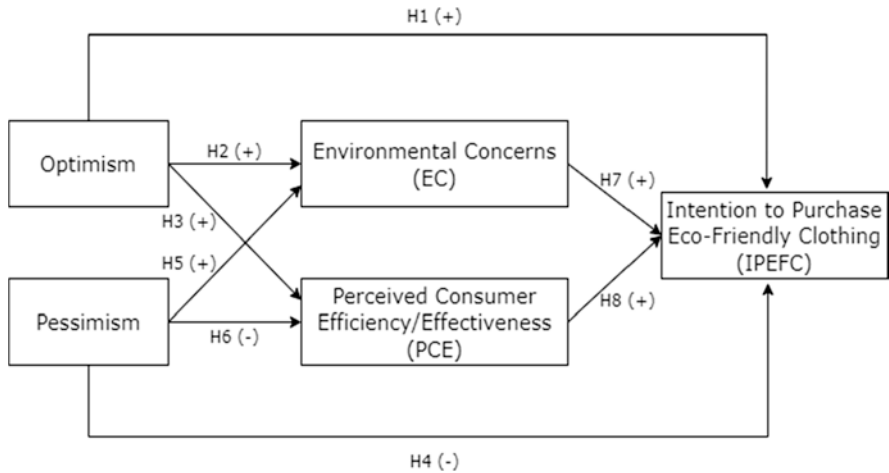 H1 (+)
Optimism
H2 (+)
Environmental Concerns
(EC)
H7 (+)
H3 (+)
Intention to Purchase
Eco-Friendly Clothing
(IPEFC)
H5 (+)
Pessimism
H6 (-)
Perceived Consumer
Efficiency/Effectiveness
(PCE)
H8 (+)
H4 (-)